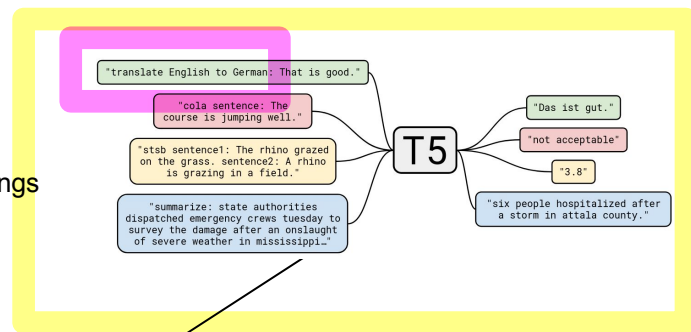 "translate English to German: That is good."
"cola sentence: The
course is jumping well."
"stsb sentence1: The rhino grazed
on the grass. sentence2: A rhino
is grazing in a field."
"summarize: state authorities
dispatched emergency crews tuesday to
survey the damage after an onslaught
of severe weather in mississippi…"
ngs
T5
"Das ist gut."
"not acceptable"
"3.8"
"six people hospitalized after
a storm in attala county."